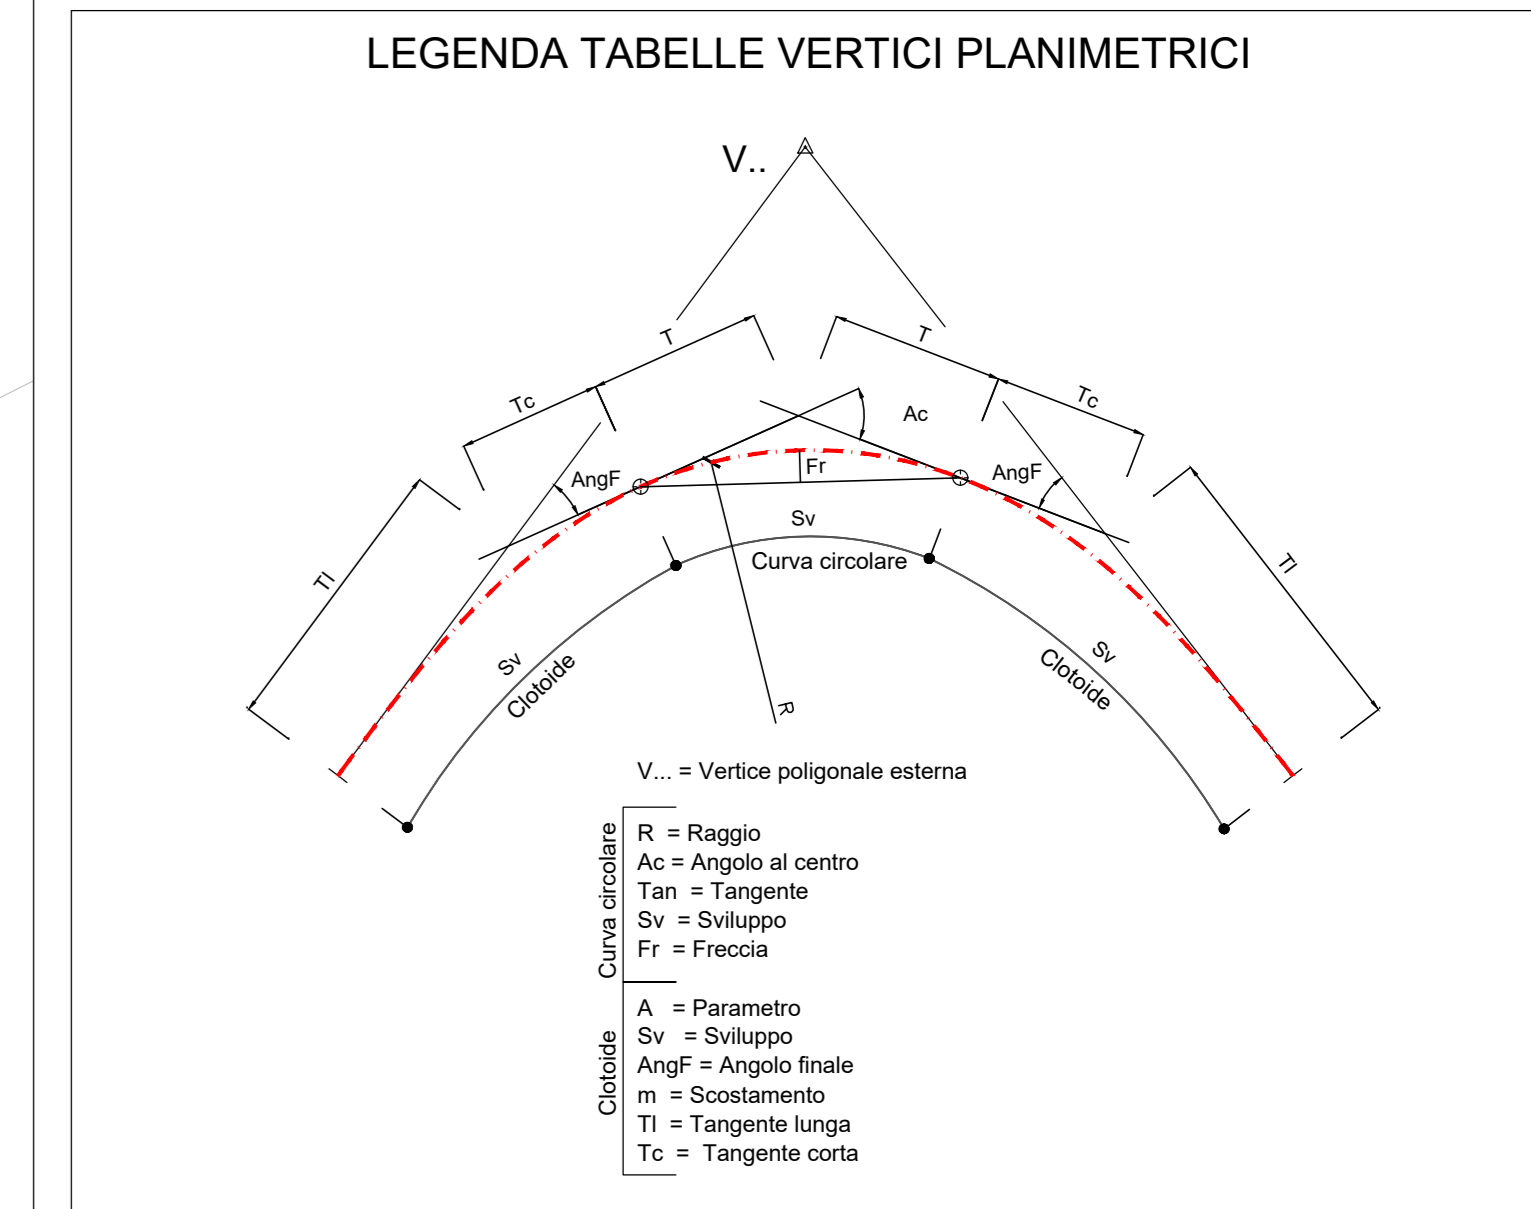 LEGENDA TABELLE VERTICI PLANIMETRICI
V..
T
T
Tc
Tc
Ac
AngF
Fr
AngF
Sv
Curva circolare
Tl
Tl
Sv
Clotoide
Sv
Clotoide
R
V... = Vertice poligonale esterna
Curva circolare
R = Raggio
Ac = Angolo al centro
Tan = Tangente
Sv = Sviluppo
Fr = Freccia
Clotoide
A = Parametro
Sv = Sviluppo
AngF = Angolo finale
m = Scostamento
Tl = Tangente lunga
Tc = Tangente corta